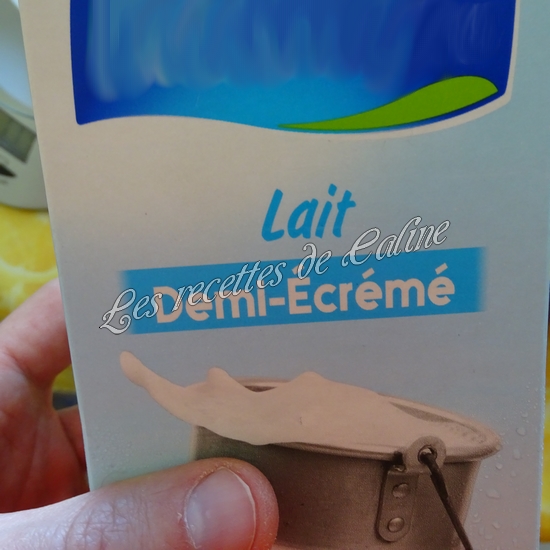 Lait
Les recettes de Caline
Demi-Écrémé